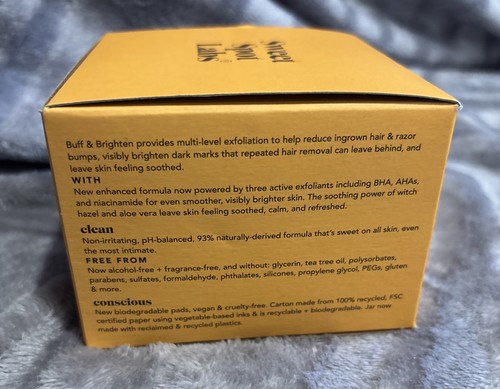 Sweet
Spot
Labs
Buff & Brighten provides multi-level exfoliation to help reduce ingrown hair & razor
bumps, visibly brighten dark marks that repeated hair removal can leave behind, and
leave skin feeling soothed.
WITH
New enhanced formula now powered by three active exfoliants including BHA, AHAs,
and niacinamide for even smoother, visibly brighter skin. The soothing power of witch
hazel and aloe vera leave skin feeling soothed, calm, and refreshed.
clean
Non-irritating, pH-balanced, 93% naturally-derived formula that's sweet on all skin, even
the most intimate.
FREE FROM
Now alcohol-free + fragrance-free, and without: glycerin, tea tree oil, polysorbates,
parabens, sulfates, formaldehyde, phthalates, silicones, propylene glycol, PEGs, gluten
& more.
conscious
New biodegradable pads, vegan & cruelty-free. Carton made from 100% recycled, FSC
certified paper using vegetable-based inks & is recyclable + biodegradable. Jar now
made with reclaimed & recycled plastics.